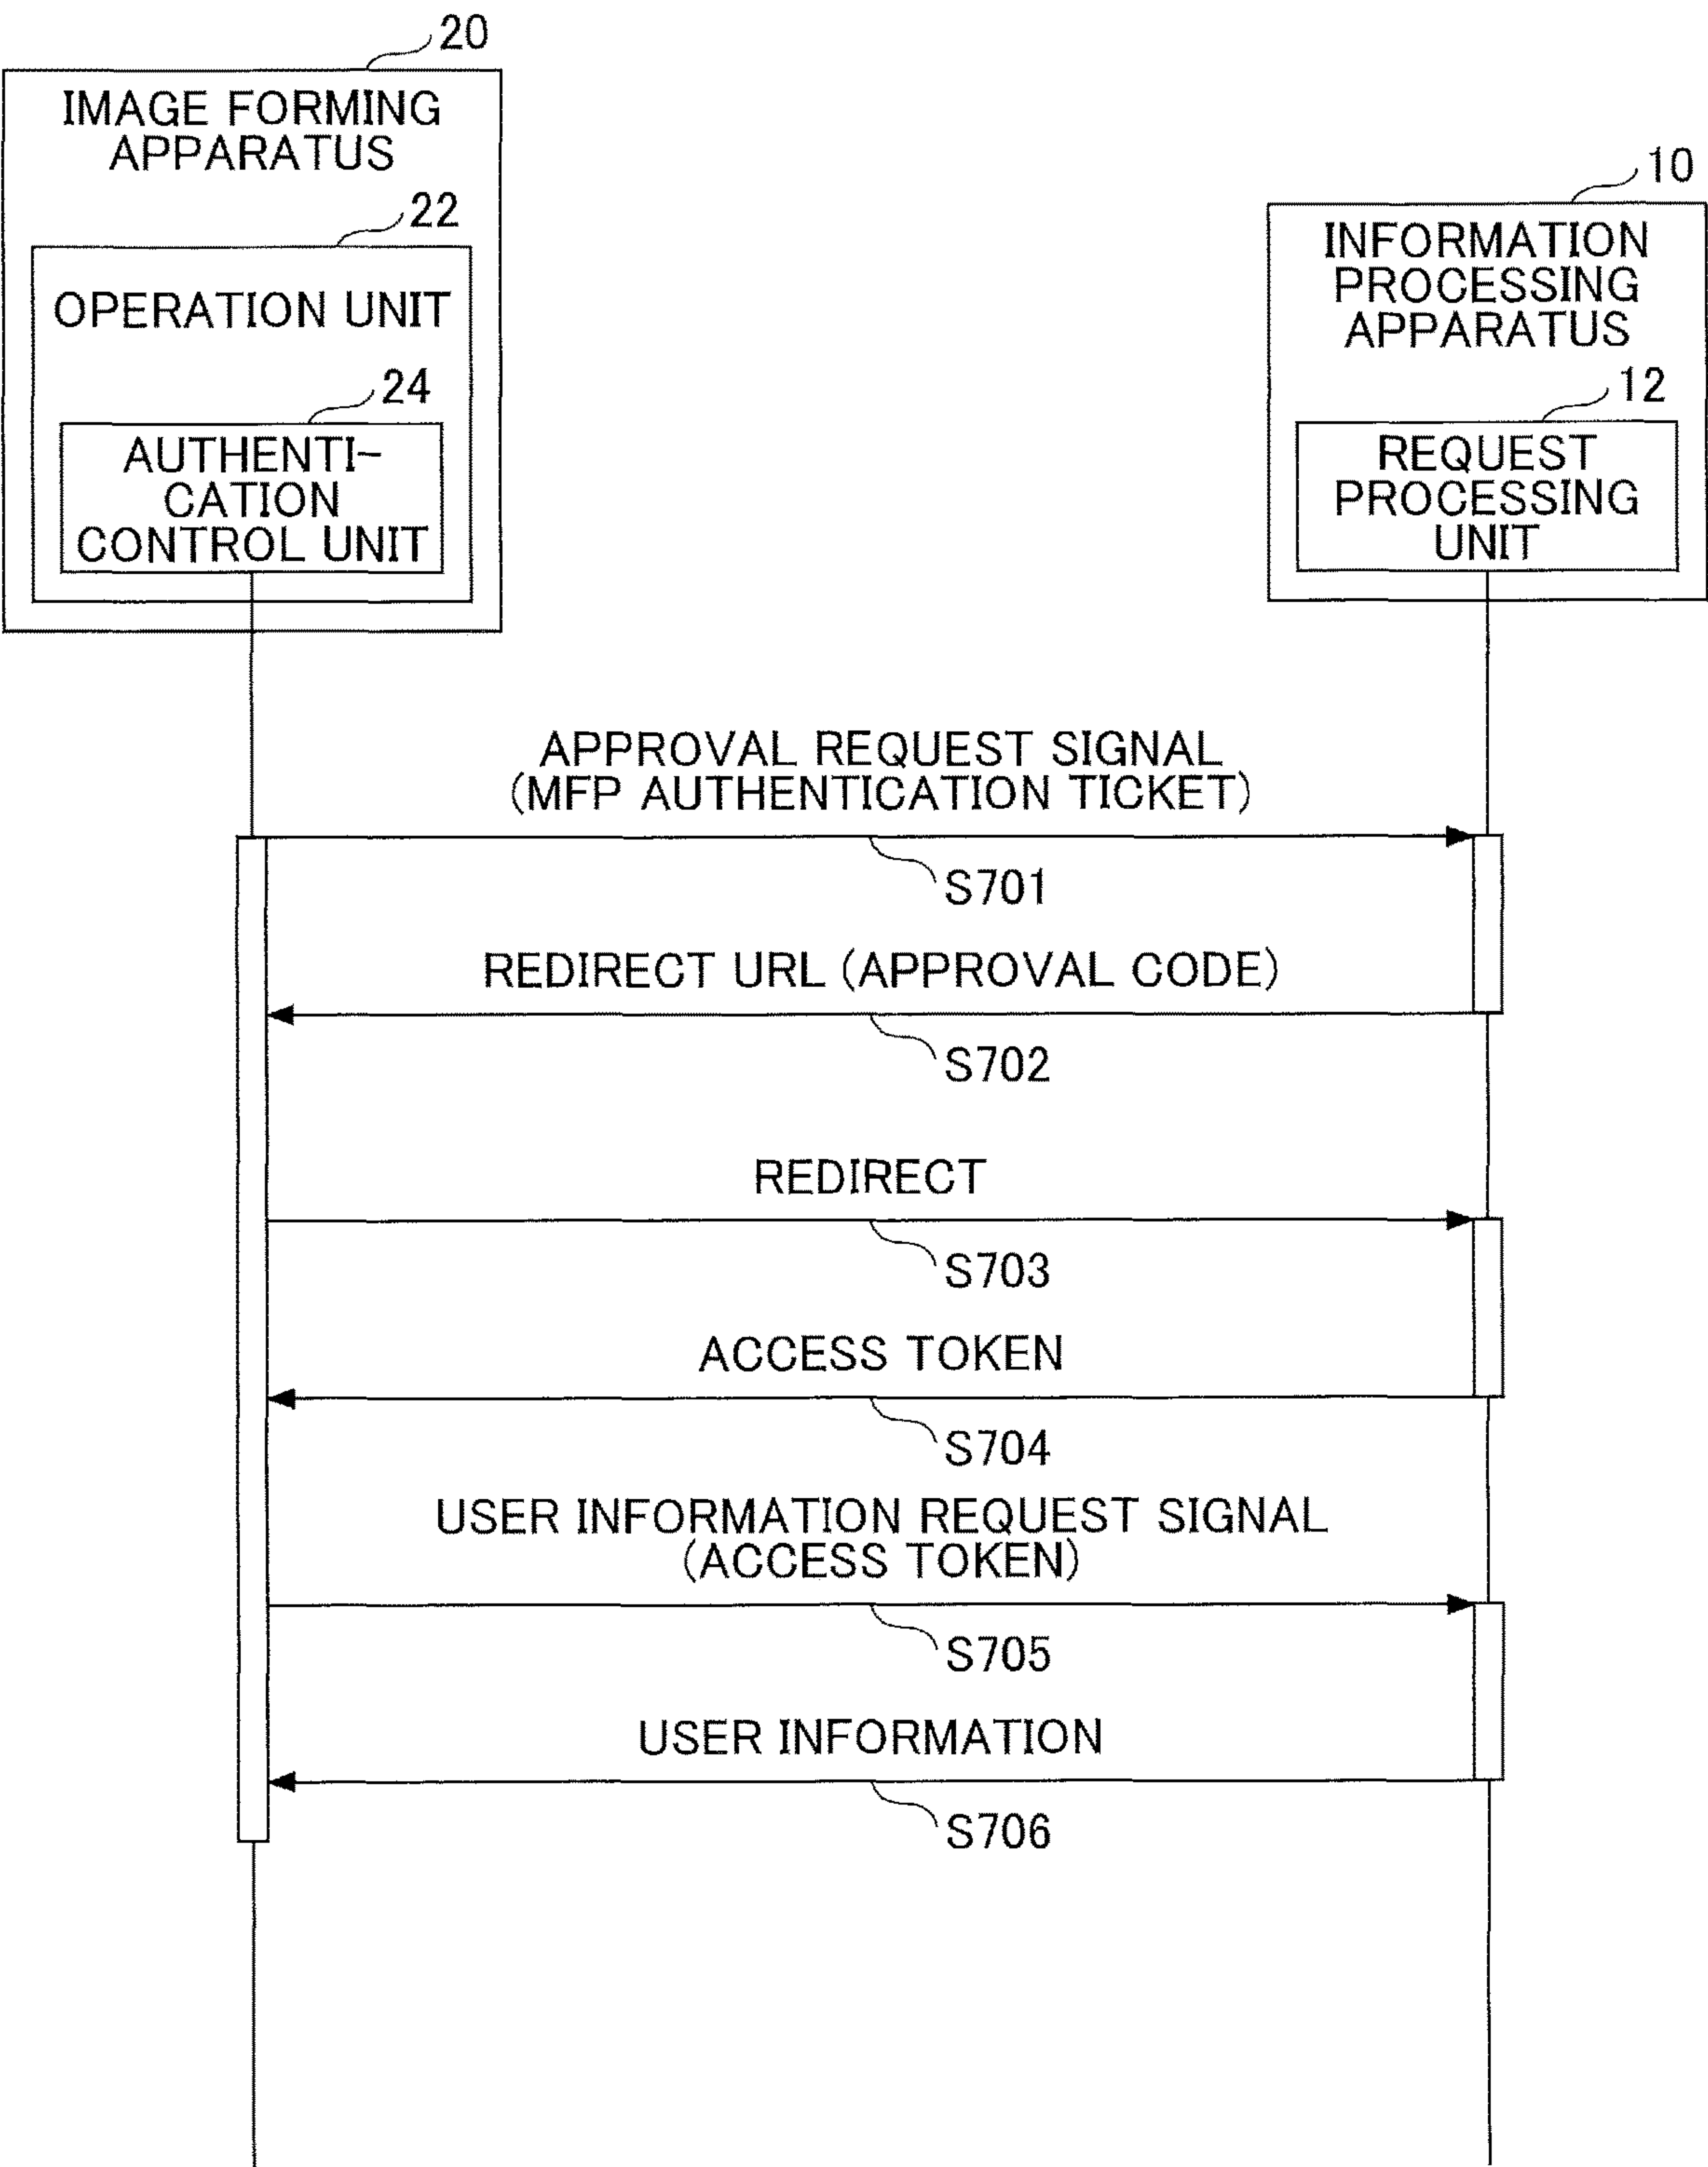 20
IMAGE FORMING
APPARATUS
22
OPERATION UNIT
24
AUTHENTI-
CATION
CONTROL UNIT
10
INFORMATION
PROCESSING
APPARATUS
12
REQUEST
PROCESSING
UNIT
APPROVAL REQUEST SIGNAL
(MFP AUTHENTICATION TICKET)
S701
REDIRECT URL (APPROVAL CODE)
S702
REDIRECT
S703
ACCESS TOKEN
S704
USER INFORMATION REQUEST SIGNAL
(ACCESS TOKEN)
S705
USER INFORMATION
S706